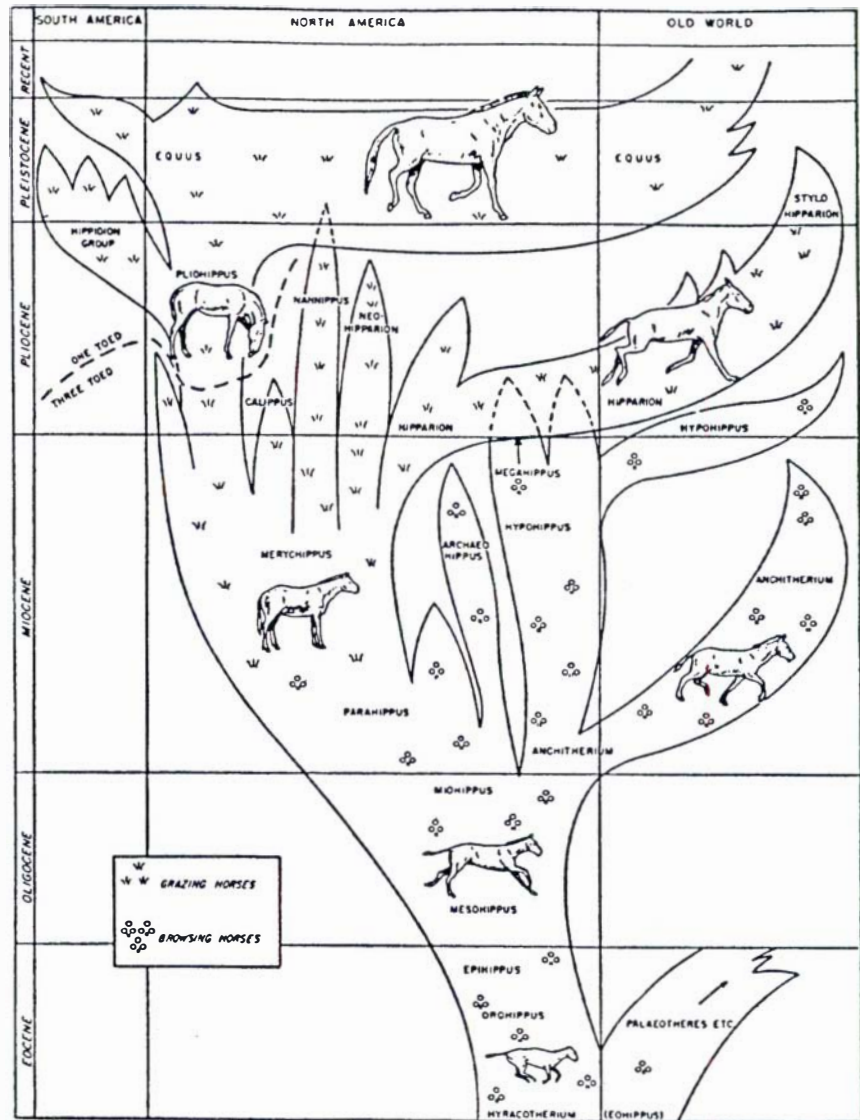 SOUTH AMERICA
NORTH AMERICA
OLD WORLD
RECENT
PLEISTOCENE
EQUUS
EQUUS
STYLO
HIPPARION
HIPPIDION
GROUP
PLIOCENE
PLIOHIPPUS
NANNIPPUS
NEO-
HIPPARION
ONE TOED
THREE TOED
CALIPPUS
HIPPARION
HIPPARION
HYPOHIPPUS
MIOCENE
MEGAHIPPUS
HYPOHIPPUS
ARCHAEO
HIPPUS
MERYCHIPPUS
ANCHITHERIUM
PARAHIPPUS
ANCHITHERIUM
OLIGOCENE
MIOHIPPUS
MESOHIPPUS
GRAZING HORSES
BROWSING HORSES
EOCENE
EPIHIPPUS
OROHIPPUS
PALAEOTHERES ETC.
HYRACOTHERIUM
(EOHIPPUS)